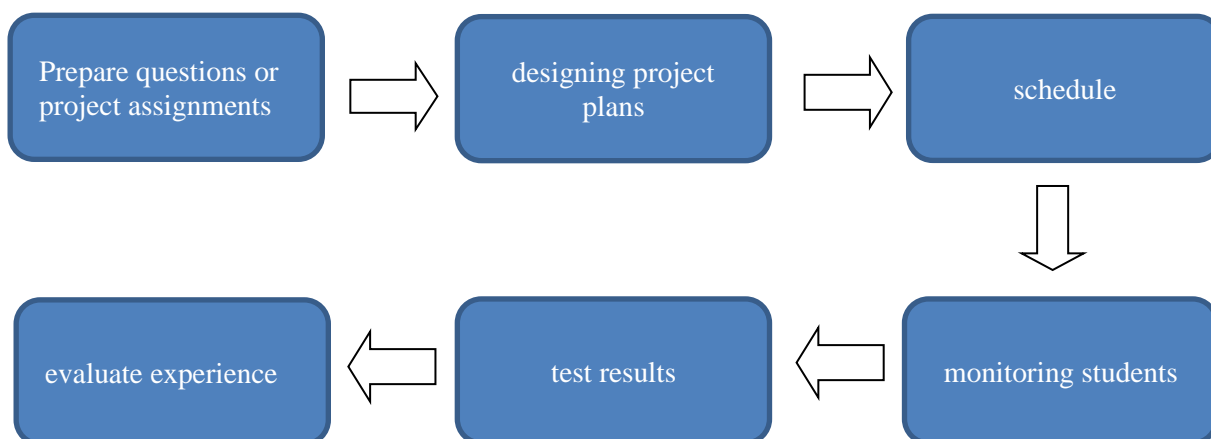 Prepare questions or
project assignments
designing project
plans
schedule
monitoring students
test results
evaluate experience